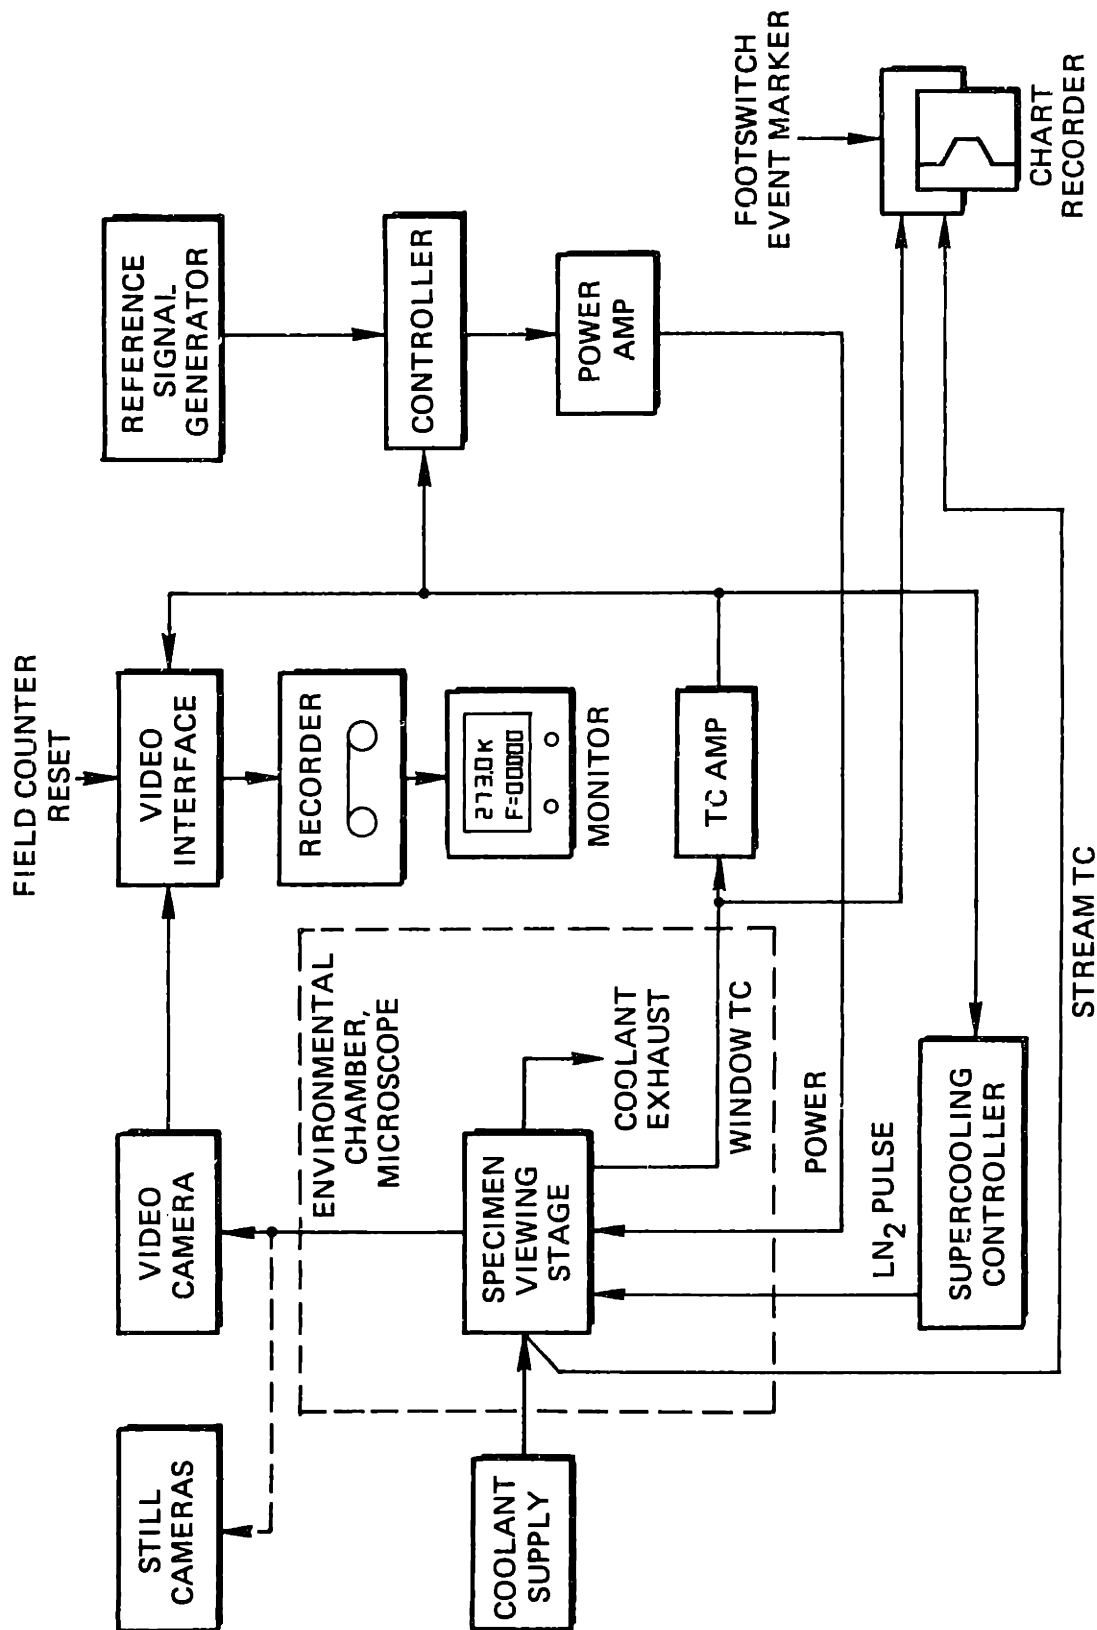 STILL
CAMERAS
VIDEO
CAMERA
FIELD COUNTER
RESET
VIDEO
INTERFACE
REFERENCE
SIGNAL
GENERATOR
ENVIRONMENTAL
CHAMBER,
MICROSCOPE
RECORDER
273.0K
F=00000
MONITOR
CONTROLLER
COOLANT
SUPPLY
SPECIMEN
VIEWING
STAGE
COOLANT
EXHAUST
WINDOW TC
TC AMP
POWER
AMP
POWER
FOOTSWITCH
EVENT MARKER
LN2 PULSE
SUPERCOOLING
CONTROLLER
STREAM TC
CHART
RECORDER